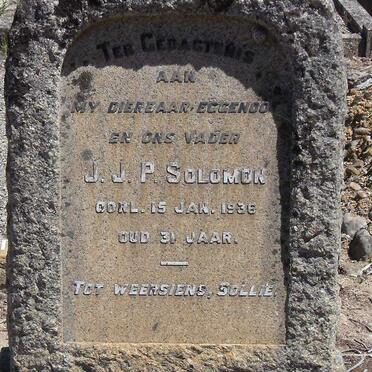 TER GEDAGTENIS
AAN
MY DIERBAAR EGGENOOT
EN ONS VADER
J. J. P. SOLOMON
OORL. 15 JAN. 1936
OUD 31 JAAR.
TOT WEERSIENS, SOLLIE.